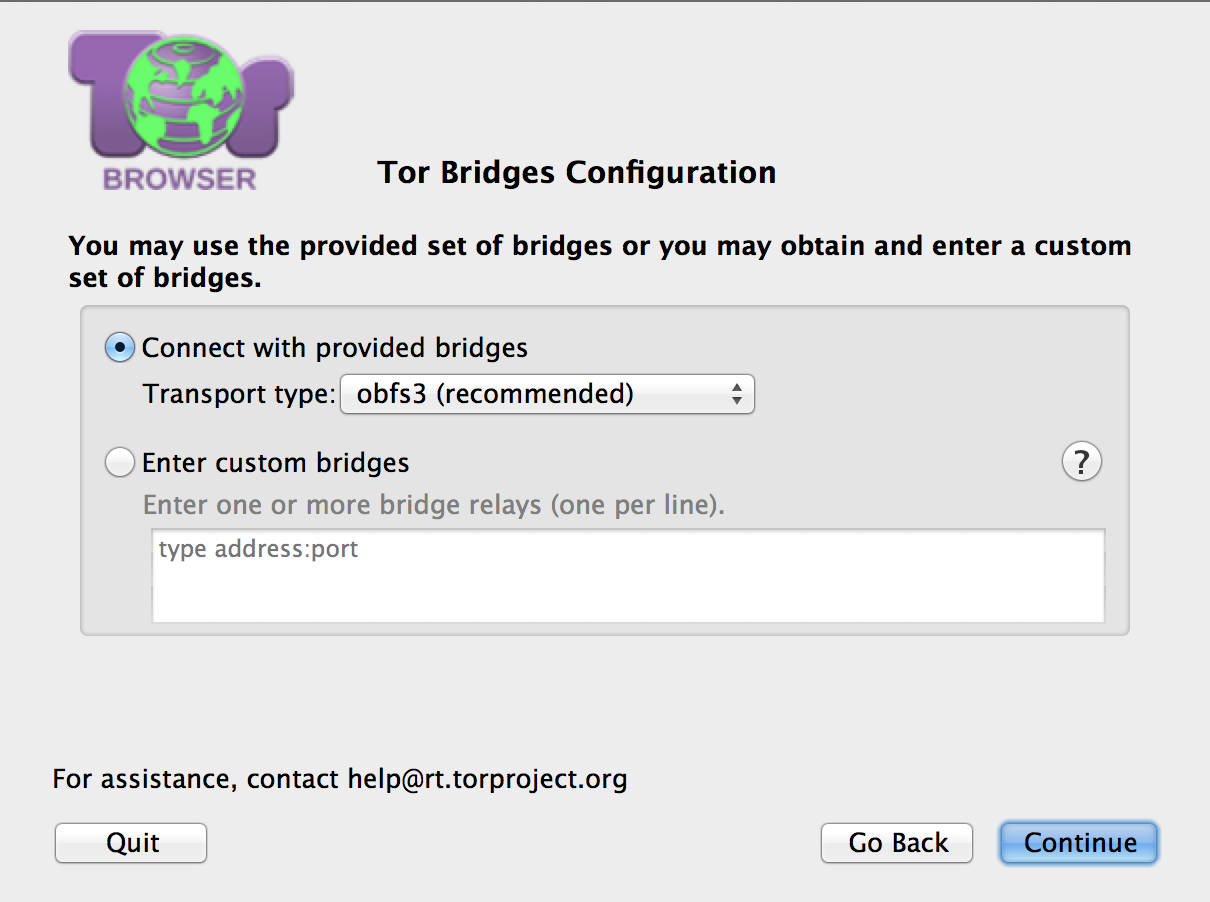 Tor
BROWSER
Tor Bridges Configuration
You may use the provided set of bridges or you may obtain and enter a custom
set of bridges.
Connect with provided bridges
Transport type: obfs3 (recommended)
Enter custom bridges
?
Enter one or more bridge relays (one per line).
type address:port
For assistance, contact help@rt.torproject.org
Quit
Go Back
Continue